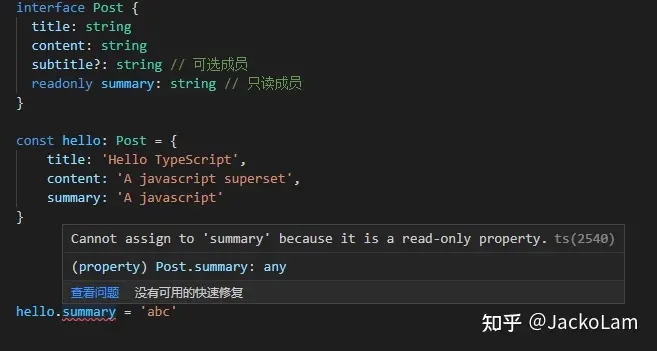 interface Post {
title: string
content: string
subtitle?: string // 可选成员
readonly summary: string // 只读成员
}
const hello: Post = {
title: 'Hello TypeScript',
content: 'A javascript superset',
summary: 'A javascript'
}
Cannot assign to 'summary' because it is a read-only property. ts(2540)
(property) Post.summary: any
查看问题 没有可用的快速修复
hello.summary = 'abc'
知乎 @JackoLam